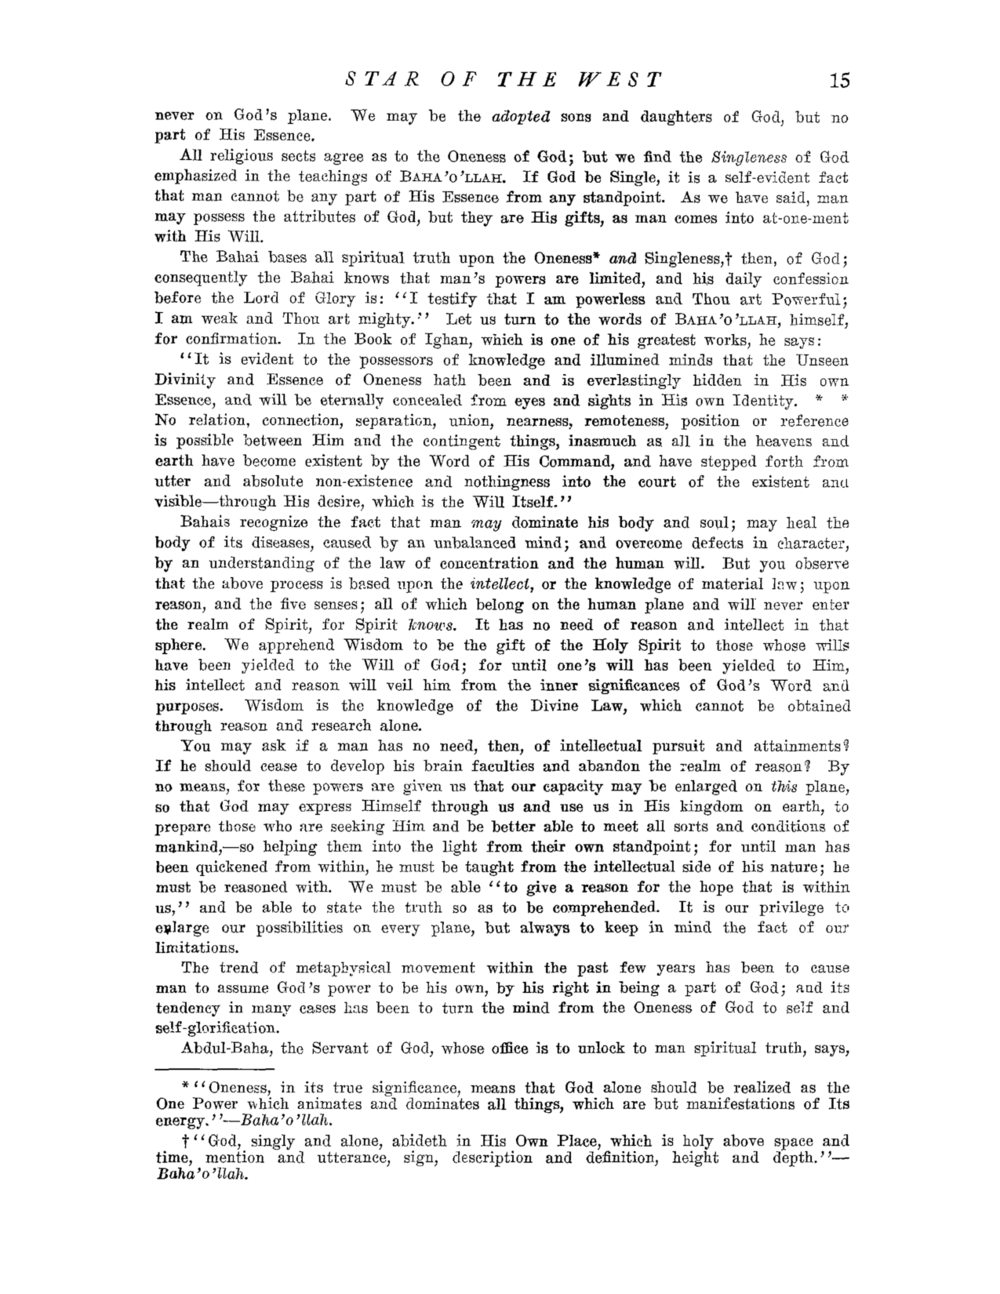 STAR OF THE WEST 15
never on God's plane. We may be the adopted sons and daughters of God, but no
part of His Essence.
All religious sects agree as to the Oneness of God; but we find the Singleness of God
emphasized in the teachings of BAHA'O'LLAH. If God be Single, it is a self-evident fact
that man cannot be any part of His Essence from any standpoint. As we have said, man
may possess the attributes of God, but they are His gifts, as man comes into at-one-ment
with His Will.
The Bahai bases all spiritual truth upon the Oneness* and Singleness,† then, of God;
consequently the Bahai knows that man's powers are limited, and his daily confession
before the Lord of Glory is: "I testify that I am powerless and Thou art Powerful;
I am weak and Thou art mighty." Let us turn to the words of BAHA'O'LLAH, himself,
for confirmation. In the Book of Ighan, which is one of his greatest works, he says:
"It is evident to the possessors of knowledge and illumined minds that the Unseen
Divinity and Essence of Oneness hath been and is everlastingly hidden in His own
Essence, and will be eternally concealed from eyes and sights in His own Identity. * *
No relation, connection, separation, union, nearness, remoteness, position or reference
is possible between Him and the contingent things, inasmuch as all in the heavens and
earth have become existent by the Word of His Command, and have stepped forth from
utter and absolute non-existence and nothingness into the court of the existent and
visible—through His desire, which is the Will Itself."
Bahais recognize the fact that man may dominate his body and soul; may heal the
body of its diseases, caused by an unbalanced mind; and overcome defects in character,
by an understanding of the law of concentration and the human will. But you observe
that the above process is based upon the intellect, or the knowledge of material law; upon
reason, and the five senses; all of which belong on the human plane and will never enter
the realm of Spirit, for Spirit knows. It has no need of reason and intellect in that
sphere. We apprehend Wisdom to be the gift of the Holy Spirit to those whose wills
have been yielded to the Will of God; for until one's will has been yielded to Him,
his intellect and reason will veil him from the inner significances of God's Word and
purposes. Wisdom is the knowledge of the Divine Law, which cannot be obtained
through reason and research alone.
You may ask if a man has no need, then, of intellectual pursuit and attainments?
If he should cease to develop his brain faculties and abandon the realm of reason? By
no means, for these powers are given us that our capacity may be enlarged on this plane,
so that God may express Himself through us and use us in His kingdom on earth, to
prepare those who are seeking Him and be better able to meet all sorts and conditions of
mankind,—so helping them into the light from their own standpoint; for until man has
been quickened from within, he must be taught from the intellectual side of his nature; he
must be reasoned with. We must be able "to give a reason for the hope that is within
us," and be able to state the truth so as to be comprehended. It is our privilege to
enlarge our possibilities on every plane, but always to keep in mind the fact of our
limitations.
The trend of metaphysical movement within the past few years has been to cause
man to assume God's power to be his own, by his right in being a part of God; and its
tendency in many cases has been to turn the mind from the Oneness of God to self and
self-glorification.
Abdul-Baha, the Servant of God, whose office is to unlock to man spiritual truth, says,
*"Oneness, in its true significance, means that God alone should be realized as the
One Power which animates and dominates all things, which are but manifestations of Its
energy."—Baha'o'llah.
†"God, singly and alone, abideth in His Own Place, which is holy above space and
time, mention and utterance, sign, description and definition, height and depth."—
Baha'o'llah.